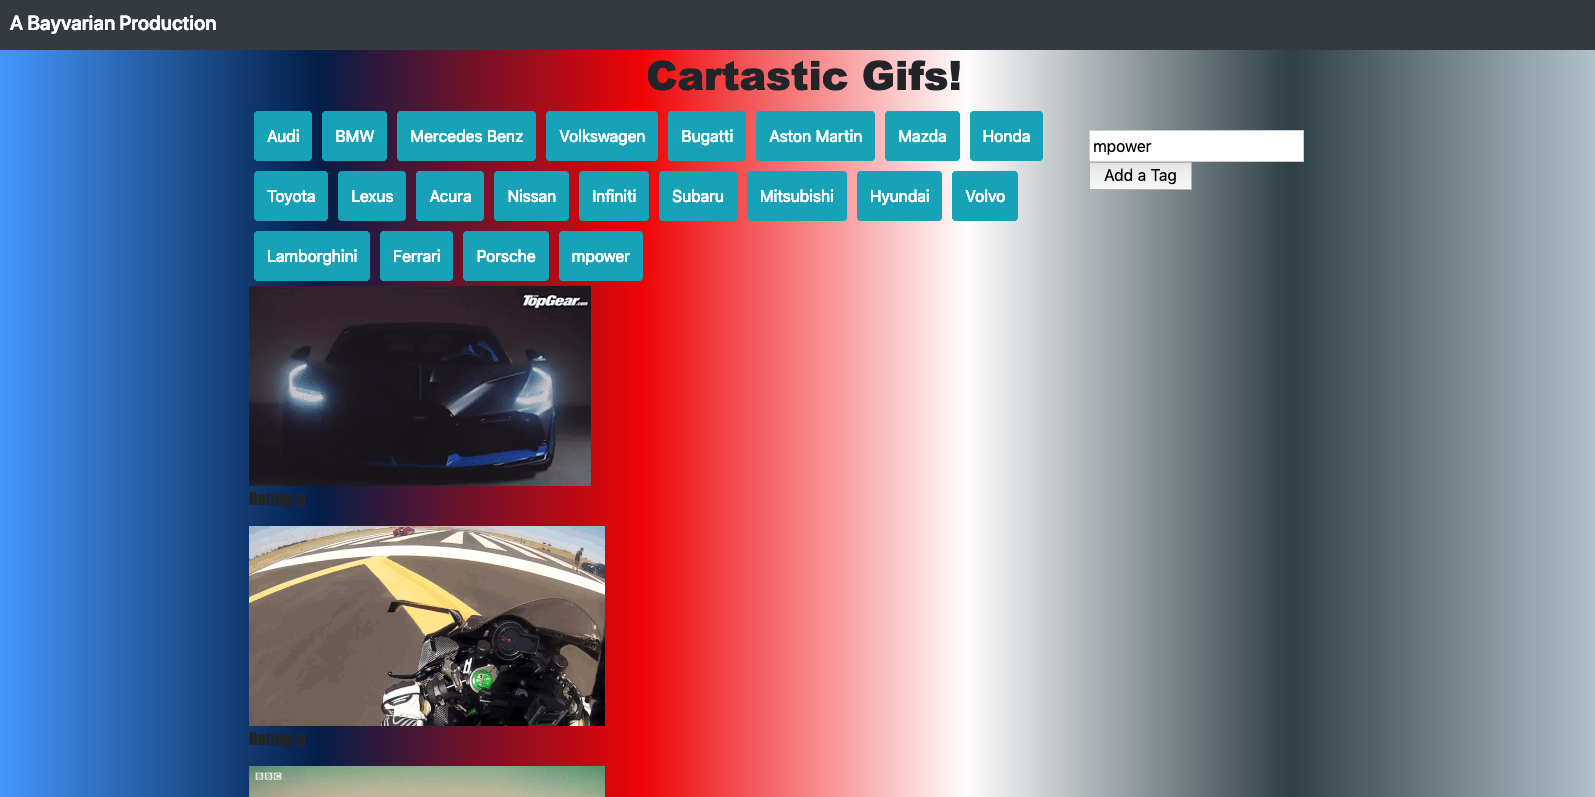 A Bayvarian Production
Cartastic Gifs!
Audi BMW Mercedes Benz Volkswagen Bugatti Aston Martin Mazda Honda
mpower
Add a Tag
Toyota Lexus Acura Nissan Infiniti Subaru Mitsubishi Hyundai Volvo
Lamborghini Ferrari Porsche mpower
TopGear.com
Rating: g
Rating: g
BBC